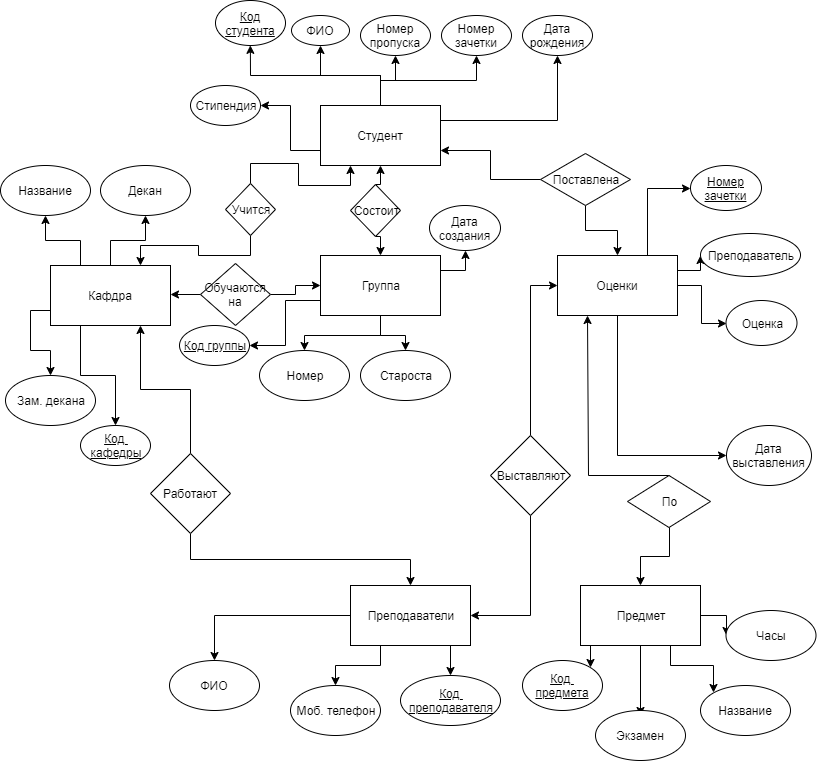 Код
студента
ФИО
Номер
пропуска
Номер
зачетки
Дата
рождения
Стипендия
Студент
Название
Декан
Учится
Состоит
Поставлена
Номер
зачетки
Дата
создания
Кафдра
Обучаются
на
Группа
Оценки
Преподаватель
Оценка
Код группы
Номер
Староста
Зам. декана
Код
кафедры
Дата
выставления
Работают
Выставляют
По
Преподаватели
Предмет
Часы
ФИО
Моб. телефон
Код
преподавателя
Код
предмета
Название
Экзамен